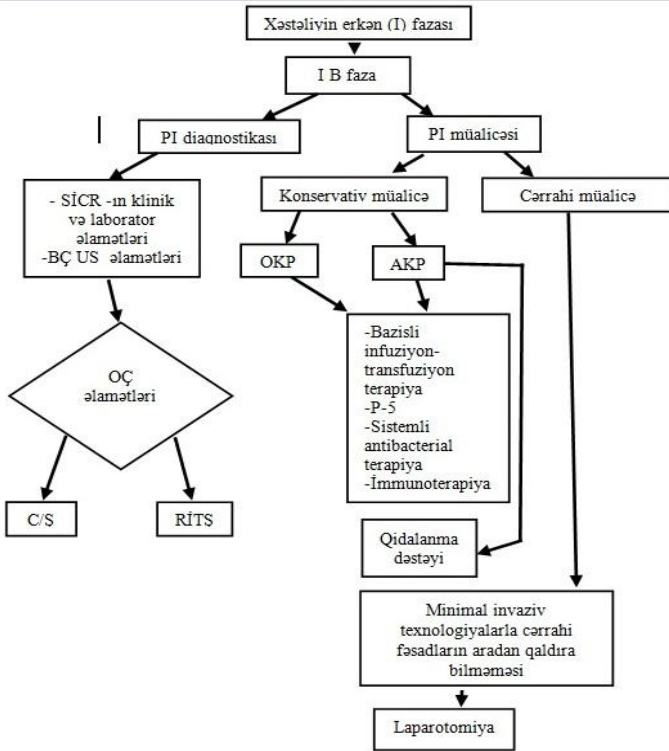 Xəstəliyin erkən (I) fazası
I B faza
PI diaqnostikası
PI müalicəsi
- SİCR -ın klinik
və laborator
əlamətləri
-BÇ US əlamətləri
Konservativ müalicə
Cərrahi müalicə
OKP
AKP
-Bazisli
infuziyon-
transfuziyon
terapiya
-P-5
-Sistemli
antibacterial
terapiya
-İmmunoterapiya
OÇ
əlamətləri
C/Ş
RİTŞ
Qidalanma
dəstəyi
Minimal invaziv
texnologiyalarla cərrahi
fəsadların aradan qaldıra
bilməməsi
Laparotomiya